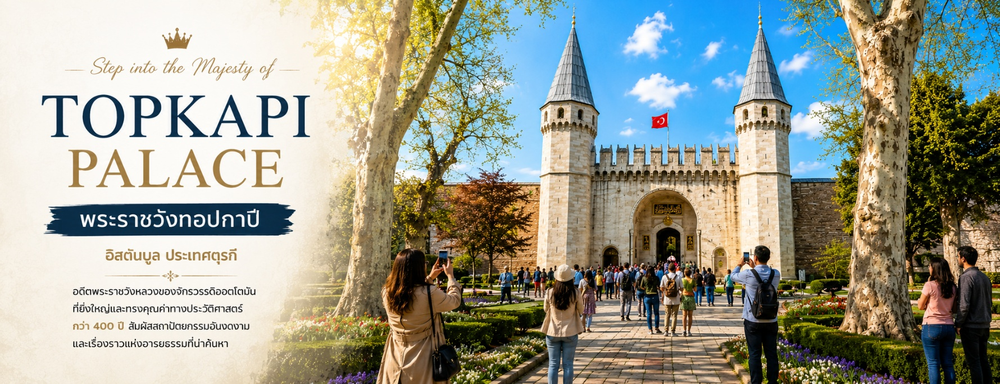 Step into the Majesty of
TOPKAPI
PALACE
พระราชวังทอปกาปี
อิสตันบูล ประเทศตุรกี
อดีตพระราชวังหลวงของจักรวรรดิออตโตมัน
ที่ยิ่งใหญ่และทรงคุณค่าทางประวัติศาสตร์
กว่า 400 ปี สัมผัสสถาปัตยกรรมอันงดงาม
และเรื่องราวแห่งอารยธรรมที่น่าค้นหา